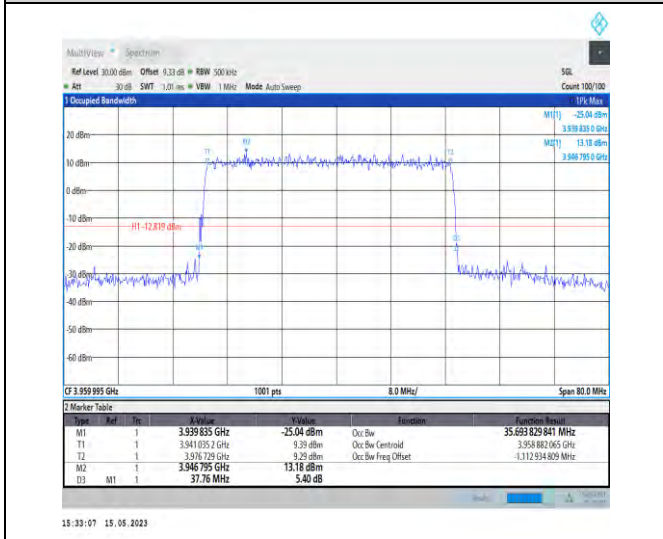 MultiView Spectrum
Ref Level 30.00 dBm Offset 9.33 dB RBW 500 kHz SGL
Att 30 dB SWT 1.01 ms VBW 1 MHz Mode Auto Sweep Count 100/100
1 Occupied Bandwidth 1Pk Max
M1[1] -25.04 dBm
3.939 835 0 GHz
M2[1] 13.18 dBm
3.946 795 0 GHz
20 dBm
T1 M2 T2
10 dBm
0 dBm
-10 dBm
H1 -12.819 dBm
-20 dBm
M1 D3
-30 dBm
-40 dBm
-50 dBm
-60 dBm
CF 3.959 995 GHz 1001 pts 8.0 MHz/ Span 80.0 MHz
2 Marker Table
Type Ref Trc X-Value Y-Value Function Function Result
M1 1 3.939 835 GHz -25.04 dBm Occ Bw 35.693 829 841 MHz
T1 1 3.941 035 2 GHz 9.39 dBm Occ Bw Centroid 3.958 882 065 GHz
T2 1 3.976 729 GHz 9.29 dBm Occ Bw Freq Offset -1.112 934 809 MHz
M2 1 3.946 795 GHz 13.18 dBm
D3 M1 1 37.76 MHz 5.40 dB
15:33:07 15.05.2023